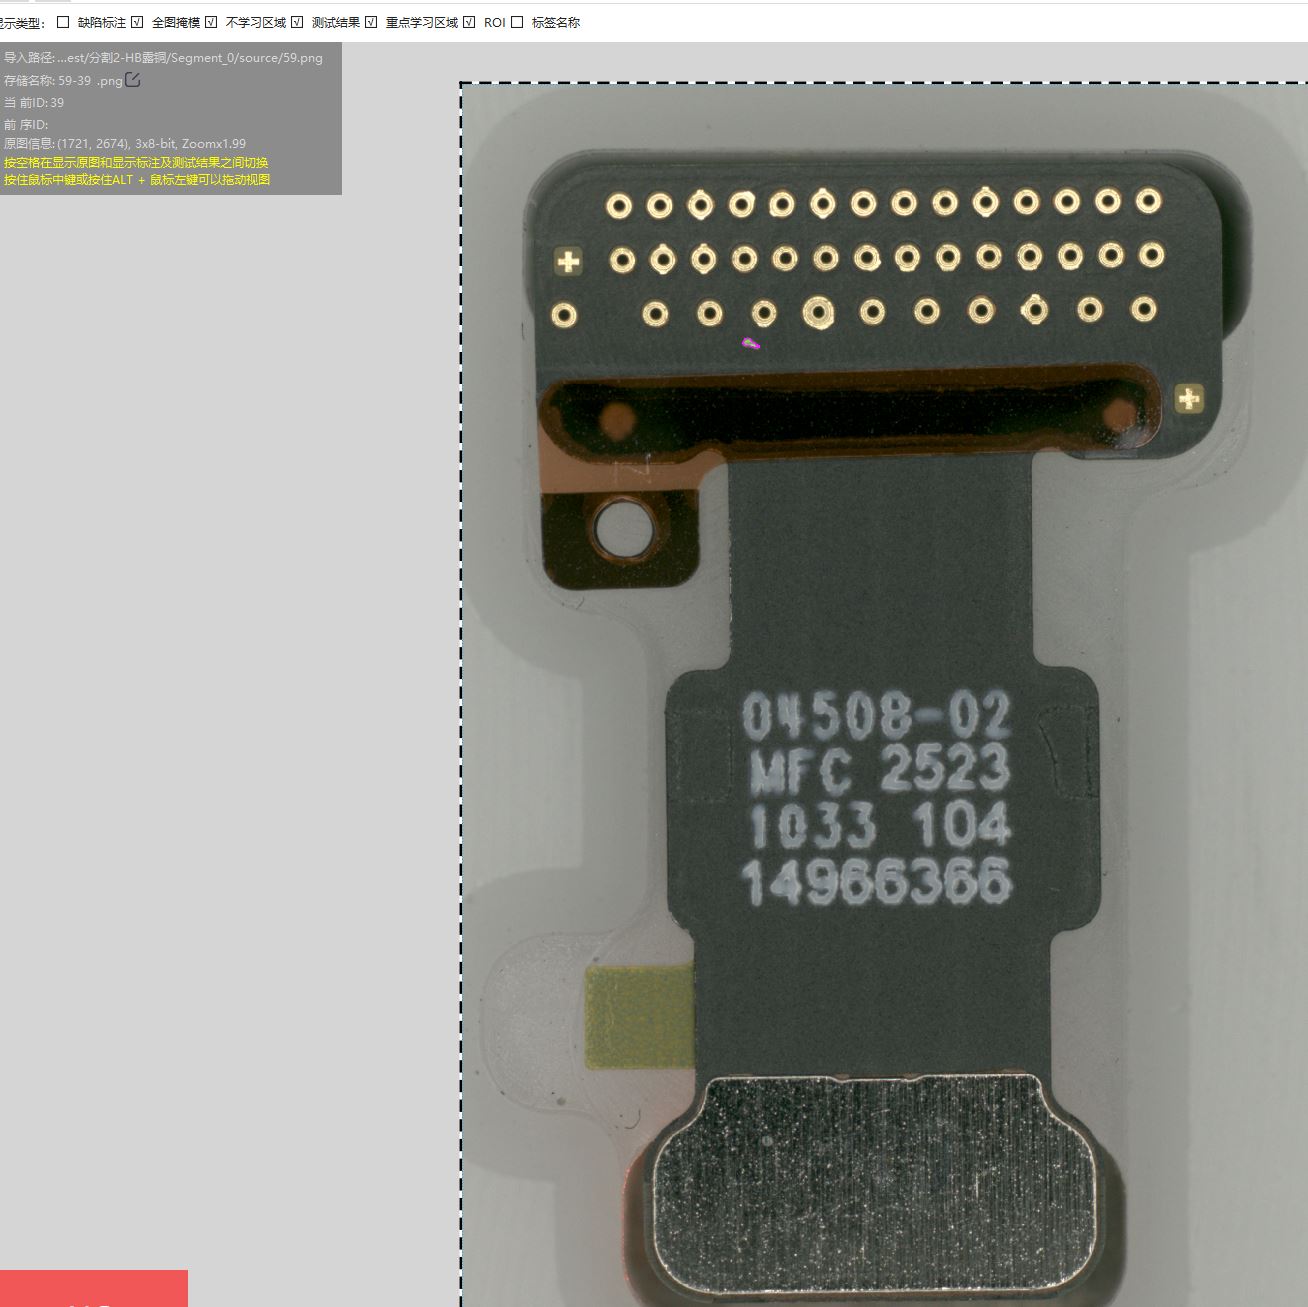 示类型: 缺陷标注 全图掩模 不学习区域 测试结果 重点学习区域 ROI 标签名称
导入路径: ...est/分割2-HB露铜/Segment_0/source/59.png
存储名称: 59-39 .png
当 前ID: 39
前 序ID:
原图信息: (1721, 2674), 3x8-bit, Zoomx1.99
按空格在显示原图和显示标注及测试结果之间切换
按住鼠标中键或按住ALT + 鼠标左键可以拖动视图
04508-02
MFC 2523
1033 104
14966366